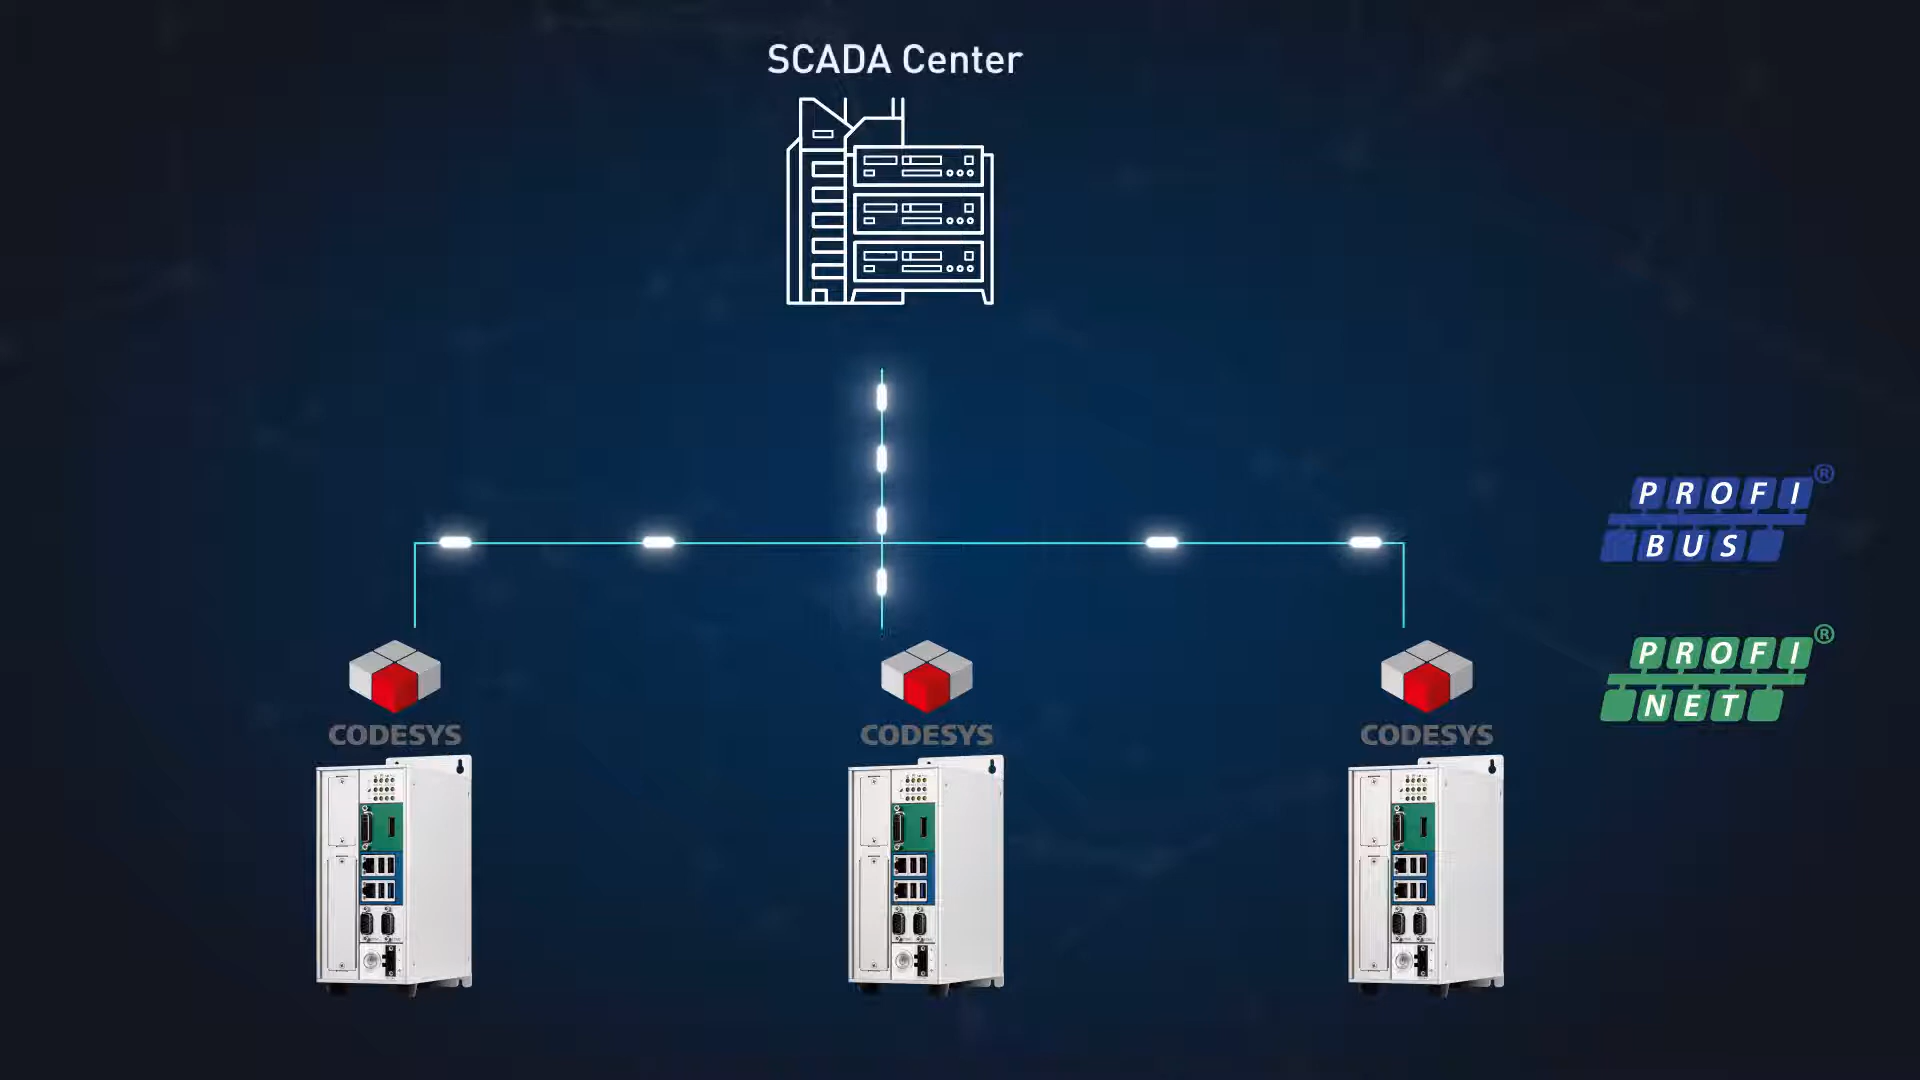 SCADA Center
PROFI®
BUS
PROFI®
NET
CODESYS
CODESYS
CODESYS